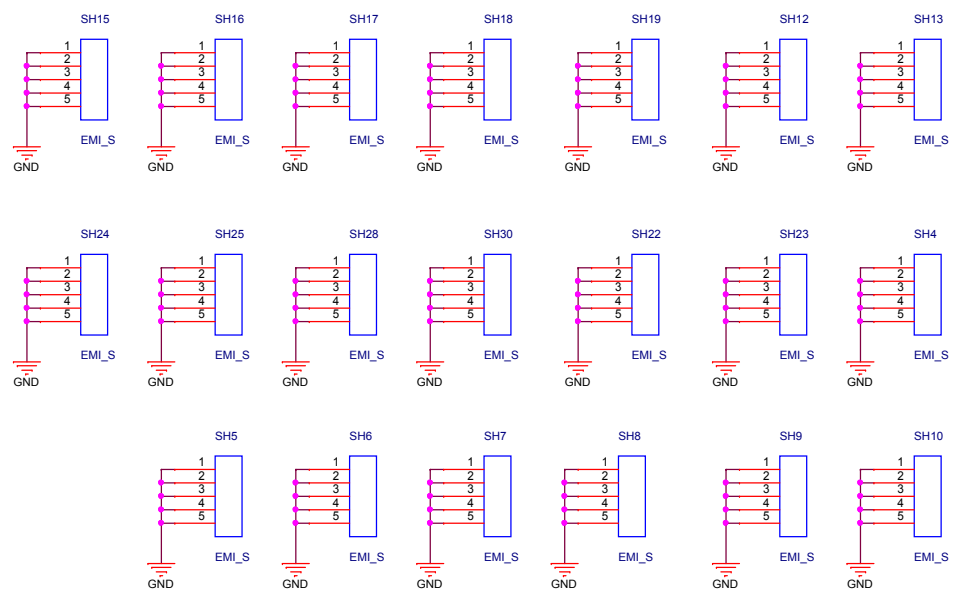 SH15 SH16 SH17 SH18 SH19 SH12 SH13
1 1 1 1 1 1 1
2 2 2 2 2 2 2
3 3 3 3 3 3 3
4 4 4 4 4 4 4
5 5 5 5 5 5 5
EMI_S EMI_S EMI_S EMI_S EMI_S EMI_S EMI_S
GND GND GND GND GND GND GND
SH24 SH25 SH28 SH30 SH22 SH23 SH4
1 1 1 1 1 1 1
2 2 2 2 2 2 2
3 3 3 3 3 3 3
4 4 4 4 4 4 4
5 5 5 5 5 5 5
EMI_S EMI_S EMI_S EMI_S EMI_S EMI_S EMI_S
GND GND GND GND GND GND GND
SH5 SH6 SH7 SH8 SH9 SH10
1 1 1 1 1 1
2 2 2 2 2 2
3 3 3 3 3 3
4 4 4 4 4 4
5 5 5 5 5 5
EMI_S EMI_S EMI_S EMI_S EMI_S EMI_S
GND GND GND GND GND GND